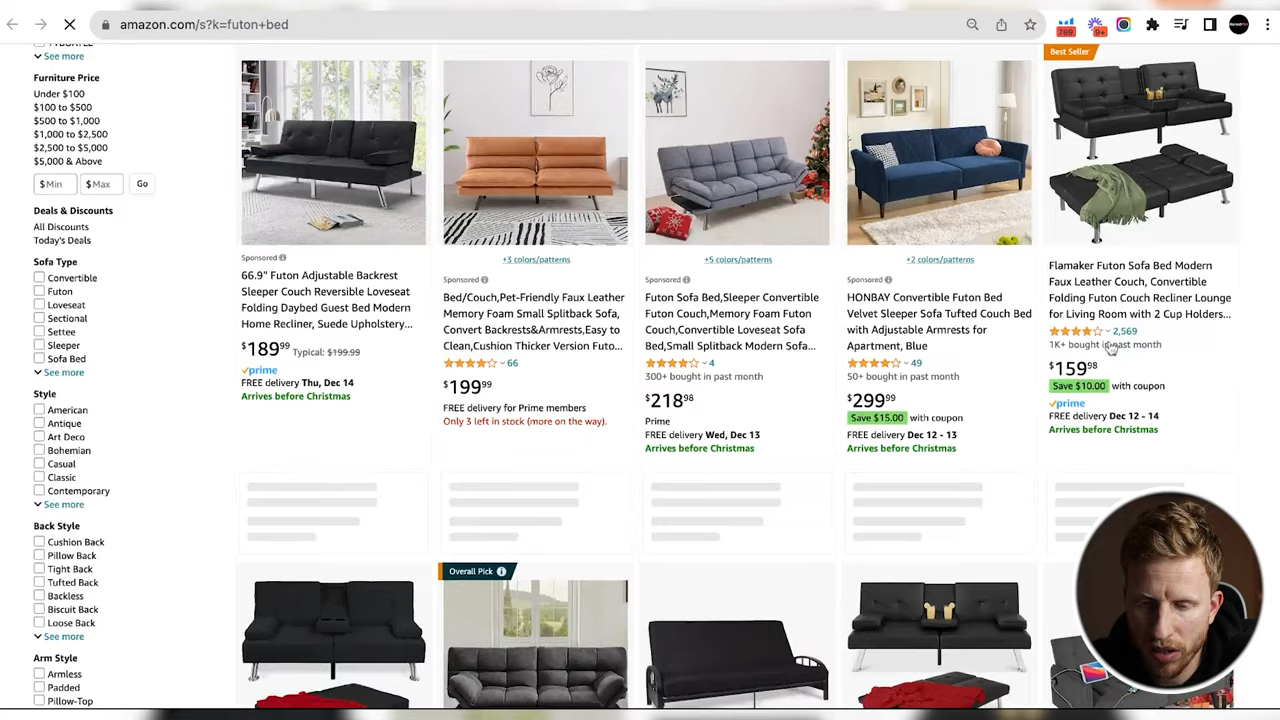 amazon.com/s?k=futon+bed
789
9+
See more
Furniture Price
Under $100
$100 to $500
$500 to $1,000
$1,000 to $2,500
$2,500 to $5,000
$5,000 & Above
$ Min
$ Max
Go
Deals & Discounts
All Discounts
Today's Deals
Sofa Type
Convertible
Futon
Loveseat
Sectional
Settee
Sleeper
Sofa Bed
See more
Style
American
Antique
Art Deco
Bohemian
Casual
Classic
Contemporary
See more
Back Style
Cushion Back
Pillow Back
Tight Back
Tufted Back
Backless
Biscuit Back
Loose Back
See more
Arm Style
Armless
Padded
Pillow-Top
Sponsored
66.9" Futon Adjustable Backrest
Sleeper Couch Reversible Loveseat
Folding Daybed Guest Bed Modern
Home Recliner, Suede Upholstery...
$189 99 Typical: $199.99
prime
FREE delivery Thu, Dec 14
Arrives before Christmas
+3 colors/patterns
Sponsored
Bed/Couch,Pet-Friendly Faux Leather
Memory Foam Small Splitback Sofa,
Convert Backrests&Armrests,Easy to
Clean,Cushion Thicker Version Futo...
66
$199 99
FREE delivery for Prime members
Only 3 left in stock (more on the way).
+5 colors/patterns
Sponsored
Futon Sofa Bed,Sleeper Convertible
Futon Couch,Memory Foam Futon
Couch,Convertible Loveseat Sofa
Bed,Small Splitback Modern Sofa...
4
300+ bought in past month
$218 98
Prime
FREE delivery Wed, Dec 13
Arrives before Christmas
+2 colors/patterns
Sponsored
HONBAY Convertible Futon Bed
Velvet Sleeper Sofa Tufted Couch Bed
with Adjustable Armrests for
Apartment, Blue
49
50+ bought in past month
$299 99
Save $15.00 with coupon
FREE delivery Dec 12 - 13
Arrives before Christmas
Best Seller
Flamaker Futon Sofa Bed Modern
Faux Leather Couch, Convertible
Folding Futon Couch Recliner Lounge
for Living Room with 2 Cup Holders...
2,569
1K+ bought in past month
$159 98
Save $10.00 with coupon
prime
FREE delivery Dec 12 - 14
Arrives before Christmas
Overall Pick